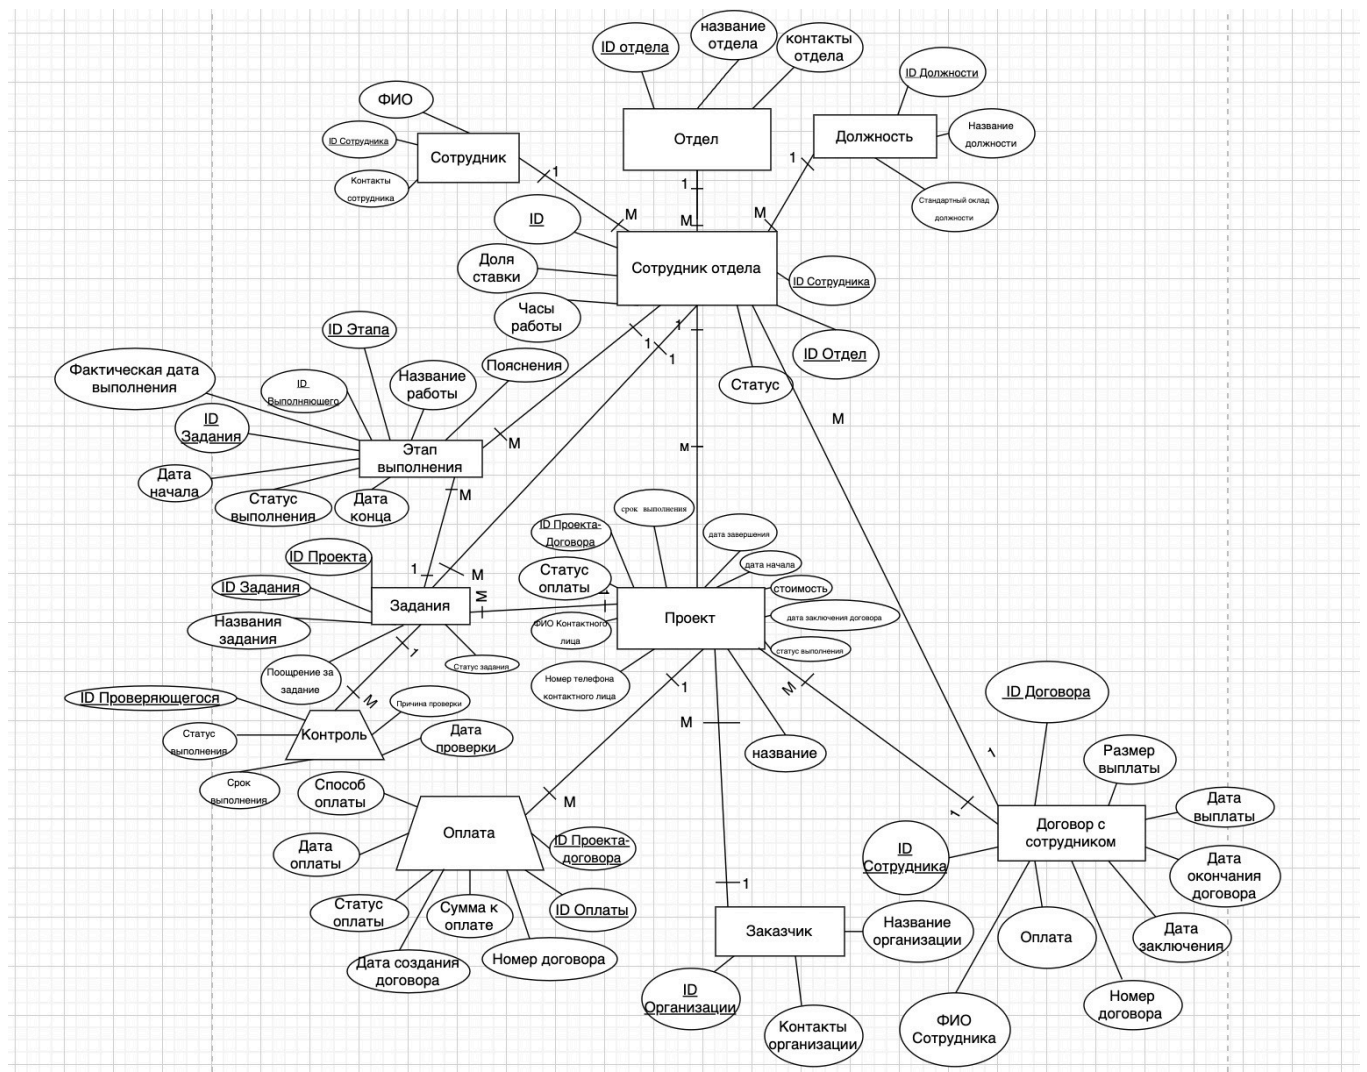 ID отдела
название
отдела
контакты
отдела
ID Должности
ФИО
Отдел
Должность
Название
должности
ID Сотрудника
Сотрудник
Контакты
сотрудника
1
1
1
Стандартный оклад
должности
ID
М
М
М
Доля
ставки
Сотрудник отдела
ID Сотрудника
Часы
работы
ID Этапа
1
1
1
ID Отдел
Пояснения
Фактическая дата
выполнения
ID
Выполняющего
Название
работы
Статус
ID
Задания
М
М
М
Этап
выполнения
Дата
начала
Статус
выполнения
Дата
конца
М
срок выполнения
ID Проекта-
Договора
дата завершения
ID Проекта
1
М
Статус
оплаты
дата начала
ID Задания
стоимость
Задания
М
1
Проект
дата заключения договора
Названия
задания
ФИО Контактного
лица
статус выполнения
1
Статус задания
Поощрение за
задание
Номер телефона
контактного лица
1
М
ID Договора
ID Проверяющегося
М
Причина проверки
М
Статус
выполнения
Контроль
Дата
проверки
название
1
Размер
выплаты
Срок
выполнения
Способ
оплаты
М
1
Дата
выплаты
Оплата
Договор с
сотрудником
Дата
оплаты
ID Проекта-
договора
ID
Сотрудника
Дата
окончания
договора
1
Статус
оплаты
Сумма к
оплате
ID Оплаты
Заказчик
Название
организации
Оплата
Дата
заключения
Дата создания
договора
Номер договора
ID
Организации
Номер
договора
Контакты
организации
ФИО
Сотрудника